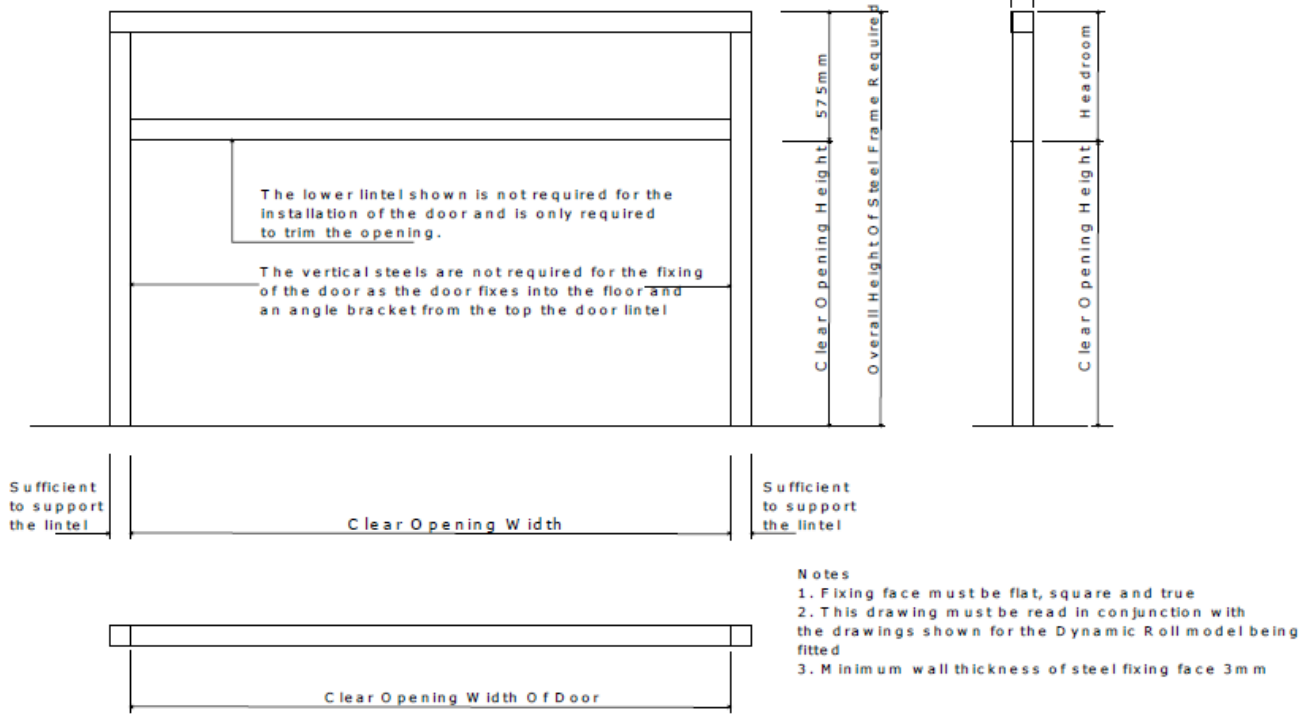 The lower lintel shown is not required for the
installation of the door and is only required
to trim the opening.
The vertical steels are not required for the fixing
of the door as the door fixes into the floor and
an angle bracket from the top the door lintel
575mm
Clear Opening Height
Overall Height Of Steel Frame Required
Headroom
Clear Opening Height
Sufficient
to support
the lintel
Clear Opening Width
Sufficient
to support
the lintel
Notes
1. Fixing face must be flat, square and true
2. This drawing must be read in conjunction with
the drawings shown for the Dynamic Roll model being
fitted
3. Minimum wall thickness of steel fixing face 3mm
Clear Opening Width Of Door